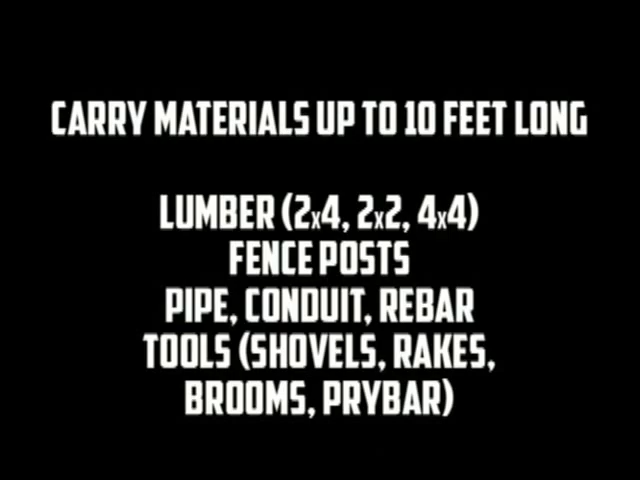 CARRY MATERIALS UP TO 10 FEET LONG
LUMBER (2x4, 2x2, 4x4)
FENCE POSTS
PIPE, CONDUIT, REBAR
TOOLS (SHOVELS, RAKES,
BROOMS, PRYBAR)